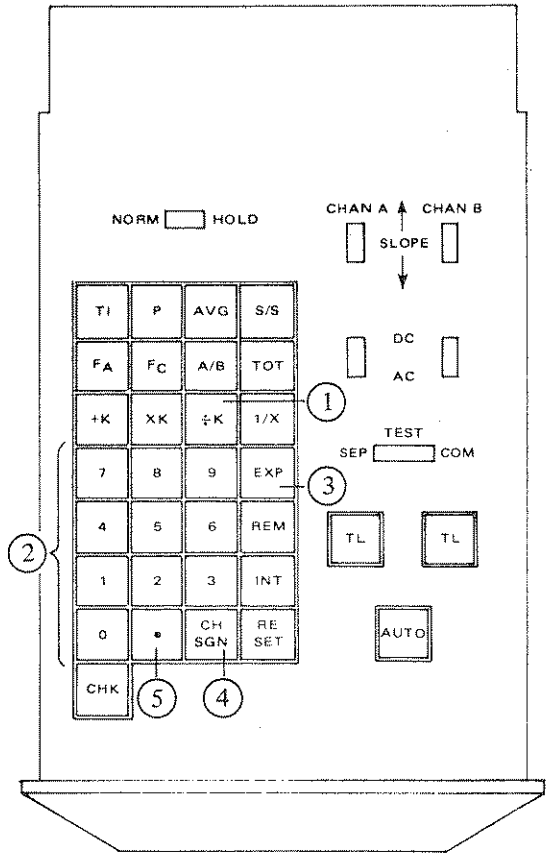 CHAN A CHAN B
NORM HOLD
SLOPE
TI P AVG S/S
DC
FA FC A/B TOT
AC
1
+K XK ÷K 1/X
TEST
SEP COM
7 8 9 EXP
3
2
4 5 6 REM
TL TL
1 2 3 INT
0 • CH SGN RE SET
AUTO
CHK
5 4